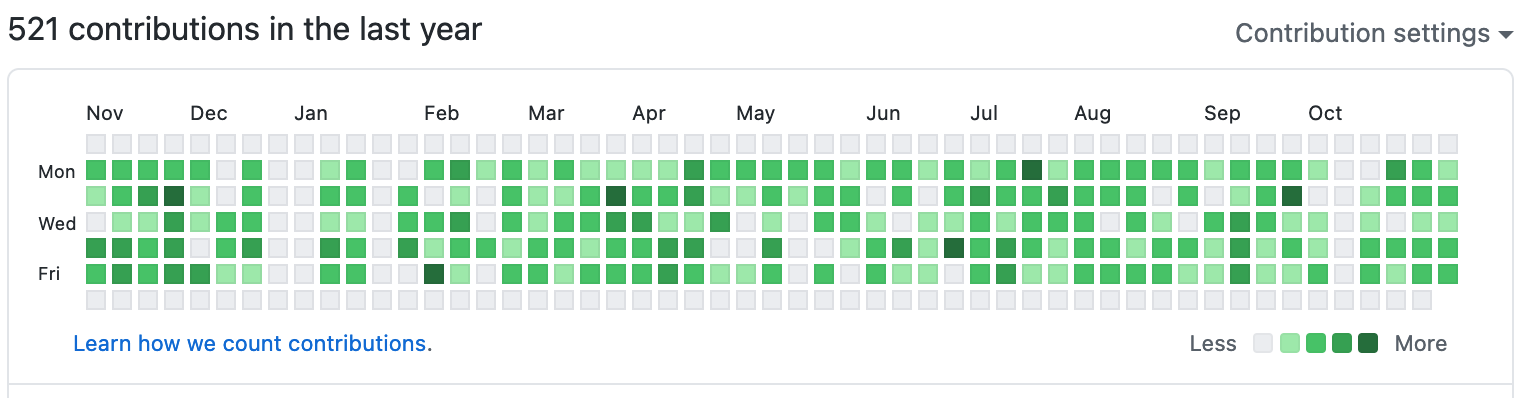 521 contributions in the last year
Contribution settings
Nov Dec Jan Feb Mar Apr May Jun Jul Aug Sep Oct
Mon
Wed
Fri
Learn how we count contributions.
Less More